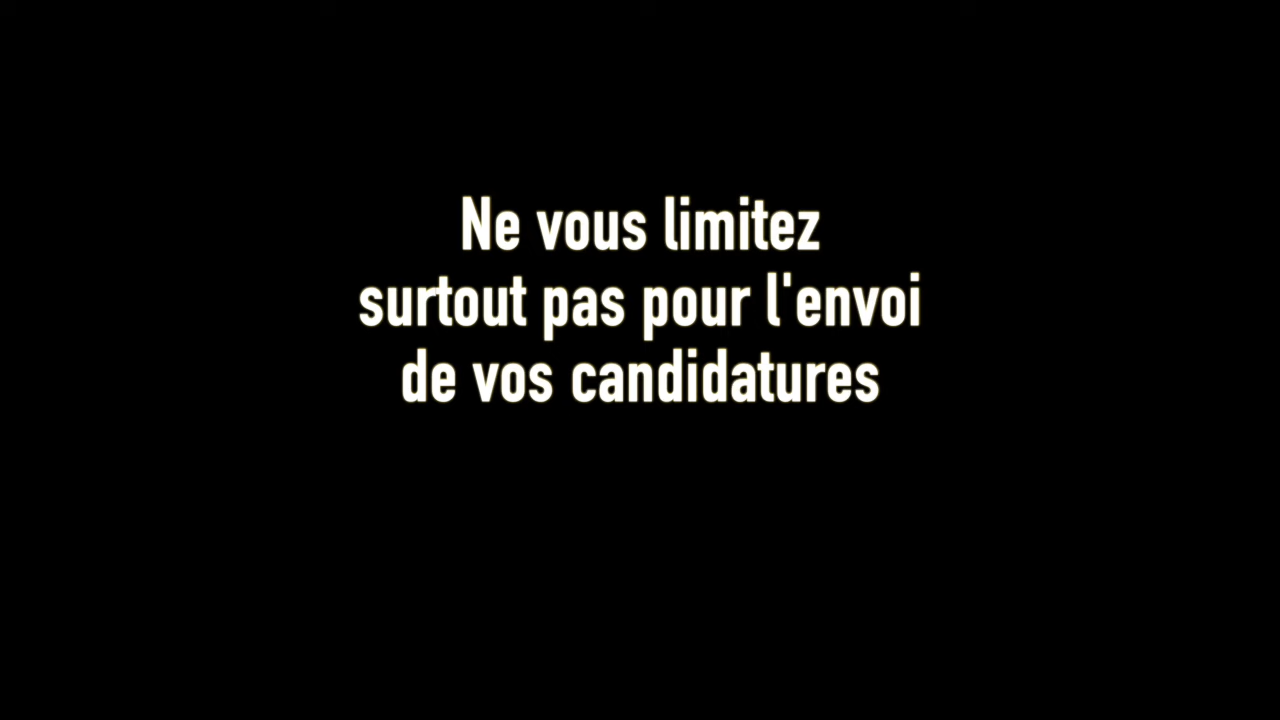 Ne vous limitez
surtout pas pour l'envoi
de vos candidatures